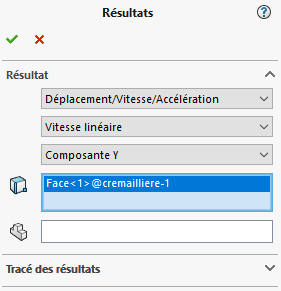 Résultats
Résultat
Déplacement/Vitesse/Accélération
Vitesse linéaire
Composante Y
Face<1>@cremailliere-1
Tracé des résultats